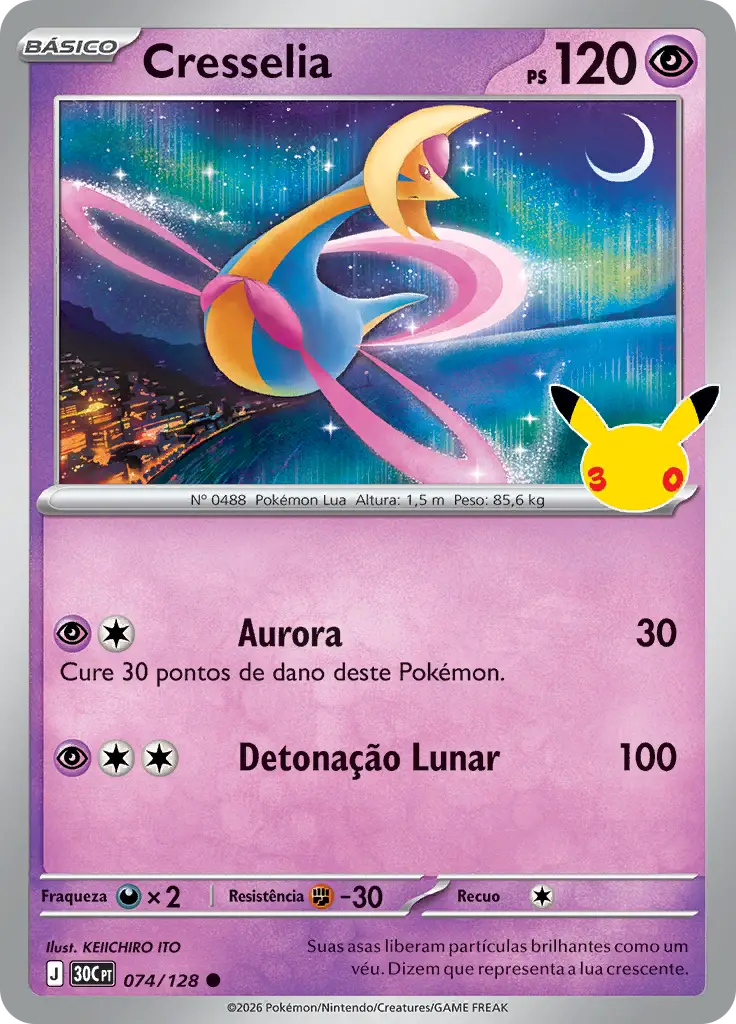 BÁSICO
Cresselia
PS 120
30
Nº 0488 Pokémon Lua Altura: 1,5 m Peso: 85,6 kg
Aurora 30
Cure 30 pontos de dano deste Pokémon.
Detonação Lunar 100
Fraqueza ×2 Resistência -30 Recuo
Ilust. KEIICHIRO ITO
Suas asas liberam partículas brilhantes como um
véu. Dizem que representa a lua crescente.
J 30C PT 074/128
©2026 Pokémon/Nintendo/Creatures/GAME FREAK